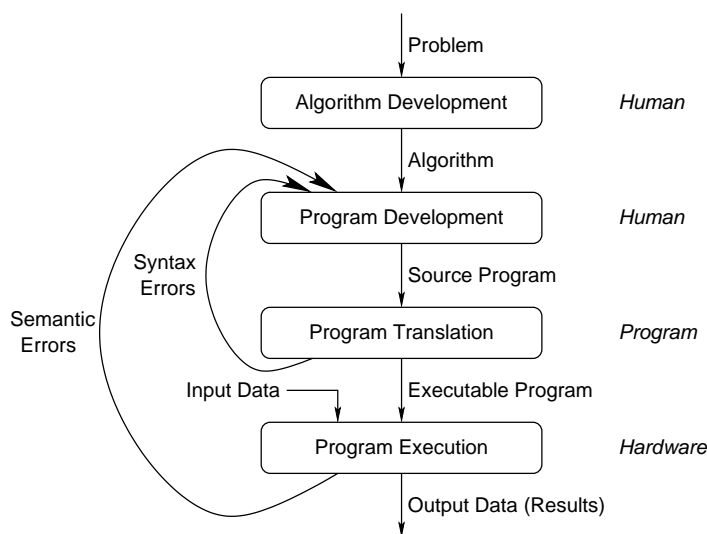 Problem
Algorithm Development
Human
Algorithm
Program Development
Human
Syntax
Errors
Source Program
Semantic
Errors
Program Translation
Program
Input Data
Executable Program
Program Execution
Hardware
Output Data (Results)